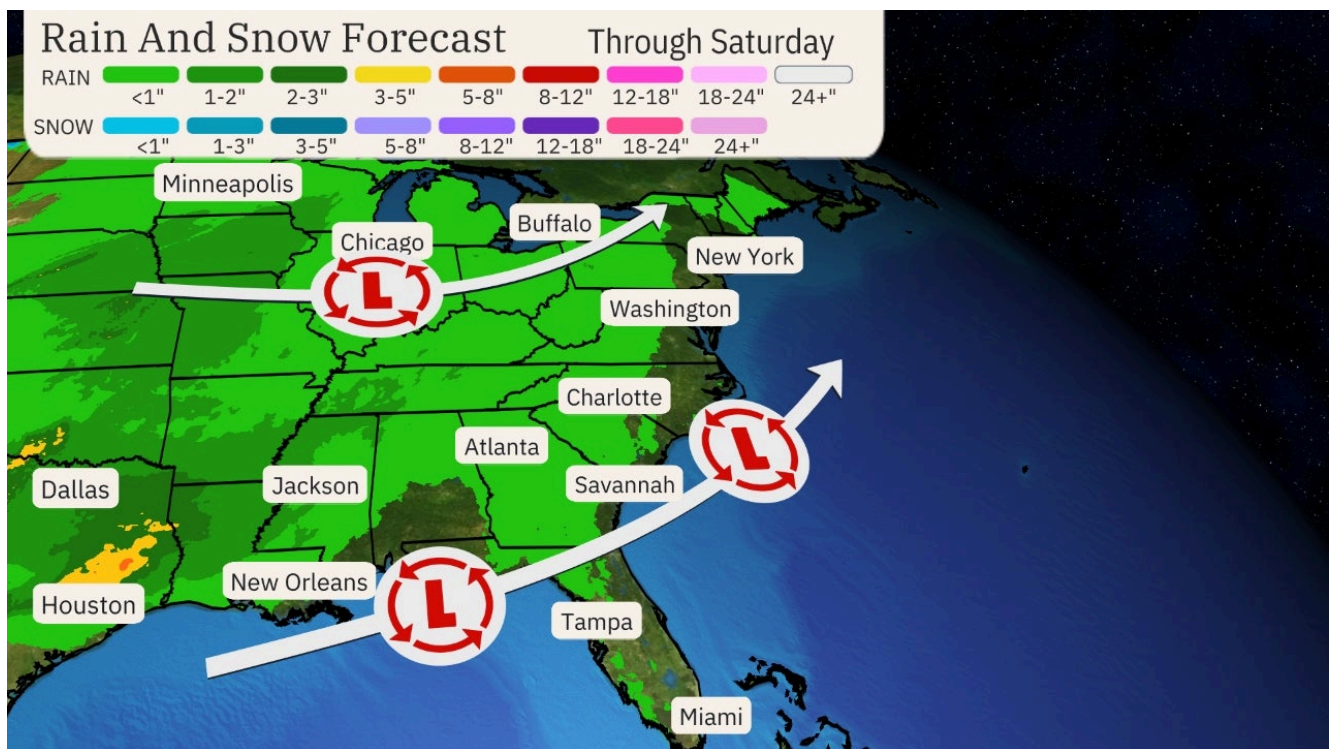 Rain And Snow Forecast Through Saturday
RAIN
<1" 1-2" 2-3" 3-5" 5-8" 8-12" 12-18" 18-24" 24+"
SNOW
<1" 1-3" 3-5" 5-8" 8-12" 12-18" 18-24" 24+"
Minneapolis
Buffalo
Chicago
New York
L
Washington
Charlotte
Atlanta
L
Dallas
Jackson
Savannah
New Orleans
Houston
L
Tampa
Miami